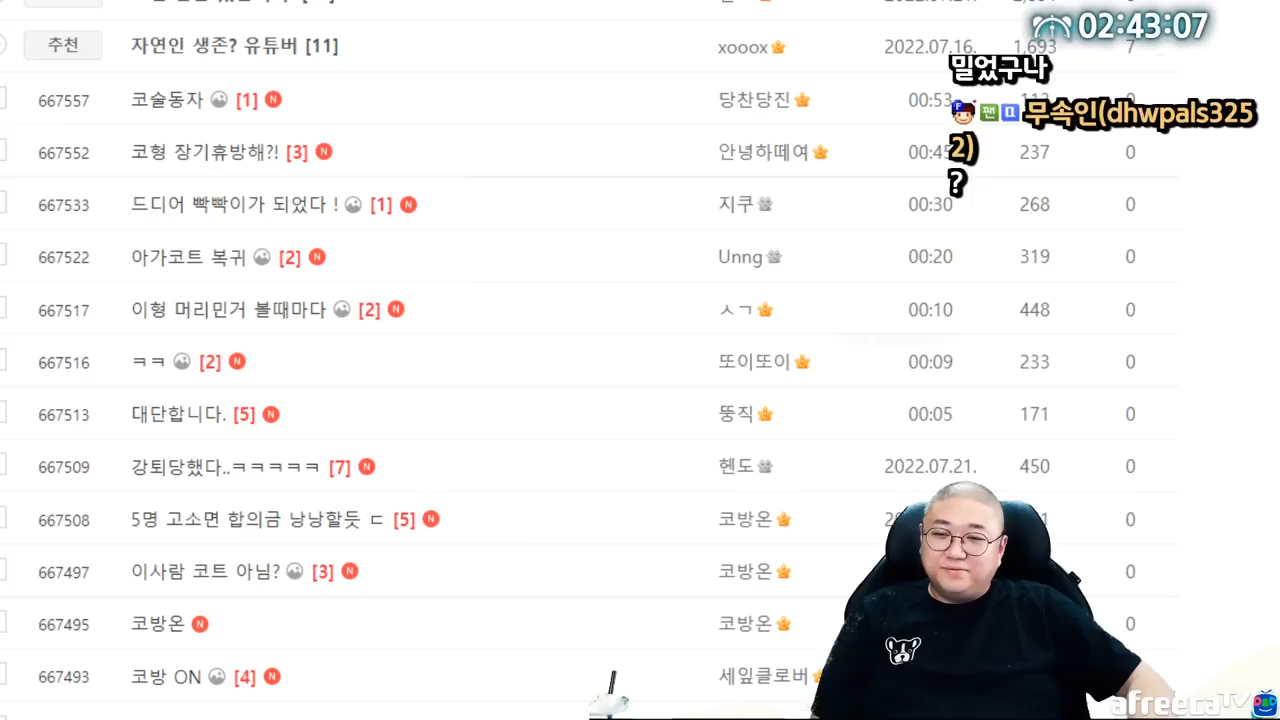 02:43:07
추천 자연인 생존? 유튜버 [11] xooox 2022.07.16. 1,693 7
밀었구나
667557 코술동자 [1] N 당찬당진 00:53
무속인(dhwpals325
2)
?
667552 코형 장기휴방해?! [3] N 안녕하떼여 00:45 237 0
667533 드디어 빡빡이가 되었다 ! [1] N 지쿠 00:30 268 0
667522 아가코트 복귀 [2] N Unng 00:20 319 0
667517 이형 머리민거 볼때마다 [2] N ㅅㄱ 00:10 448 0
667516 ㅋㅋ [2] N 또이또이 00:09 233 0
667513 대단합니다. [5] N 뚱직 00:05 171 0
667509 강퇴당했다..ㅋㅋㅋㅋㅋ [7] N 헨도 2022.07.21. 450 0
667508 5명 고소면 합의금 낭낭할듯 ㄷ [5] N 코방온 0
667497 이사람 코트 아님? [3] N 코방온 0
667495 코방온 N 코방온 0
667493 코방 ON [4] N 세잎클로버
afreecaTV